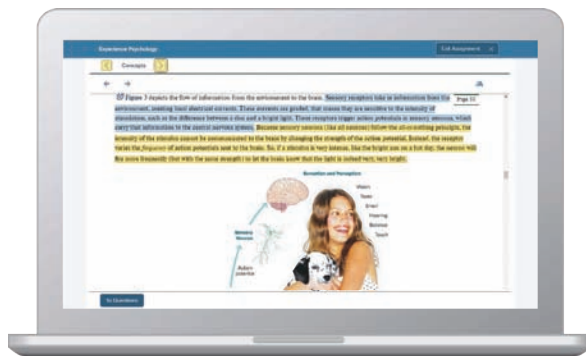 Experience Psychology
Exit Assignment
Concepts
Figure 3 depicts the flow of information from the environment to the brain. Sensory receptors take in information from the
Page 55
environment, creating local electrical currents. These currents are graded; that means they are sensitive to the intensity of
stimulation, such as the difference between a dim and a bright light. These receptors trigger action potentials in sensory neurons, which
carry that information to the central nervous system. Because sensory neurons (like all neurons) follow the all-or-nothing principle, the
intensity of the stimulus cannot be communicated to the brain by changing the strength of the action potential. Instead, the receptor
varies the frequency of action potentials sent to the brain. So, if a stimulus is very intense, like the bright sun on a hot day, the neuron will
fire more frequently (but with the same strength) to let the brain know that the light is indeed very, very bright.
Sensation and Perception
Vision
Taste
Smell
Hearing
Balance
Touch
Sensory
Neurons
Action
potential
To Questions